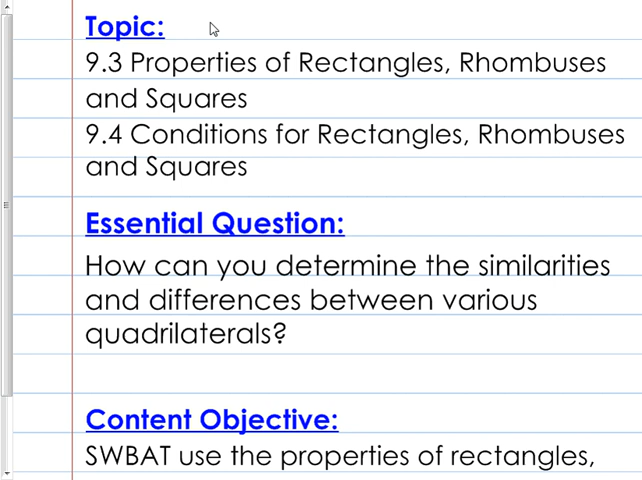 Topic:
9.3 Properties of Rectangles, Rhombuses
and Squares
9.4 Conditions for Rectangles, Rhombuses
and Squares
Essential Question:
How can you determine the similarities
and differences between various
quadrilaterals?
Content Objective:
SWBAT use the properties of rectangles,